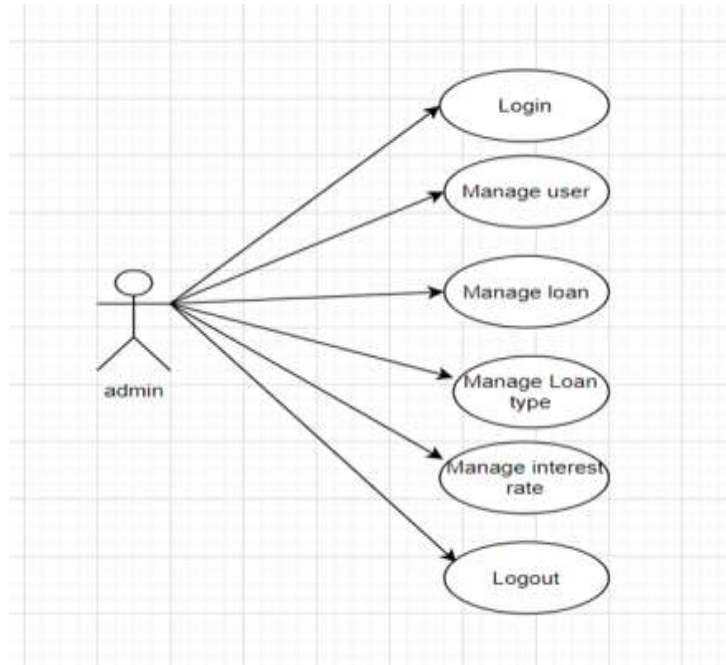 Login
Manage user
Manage loan
admin
Manage Loan
type
Manage interest
rate
Logout